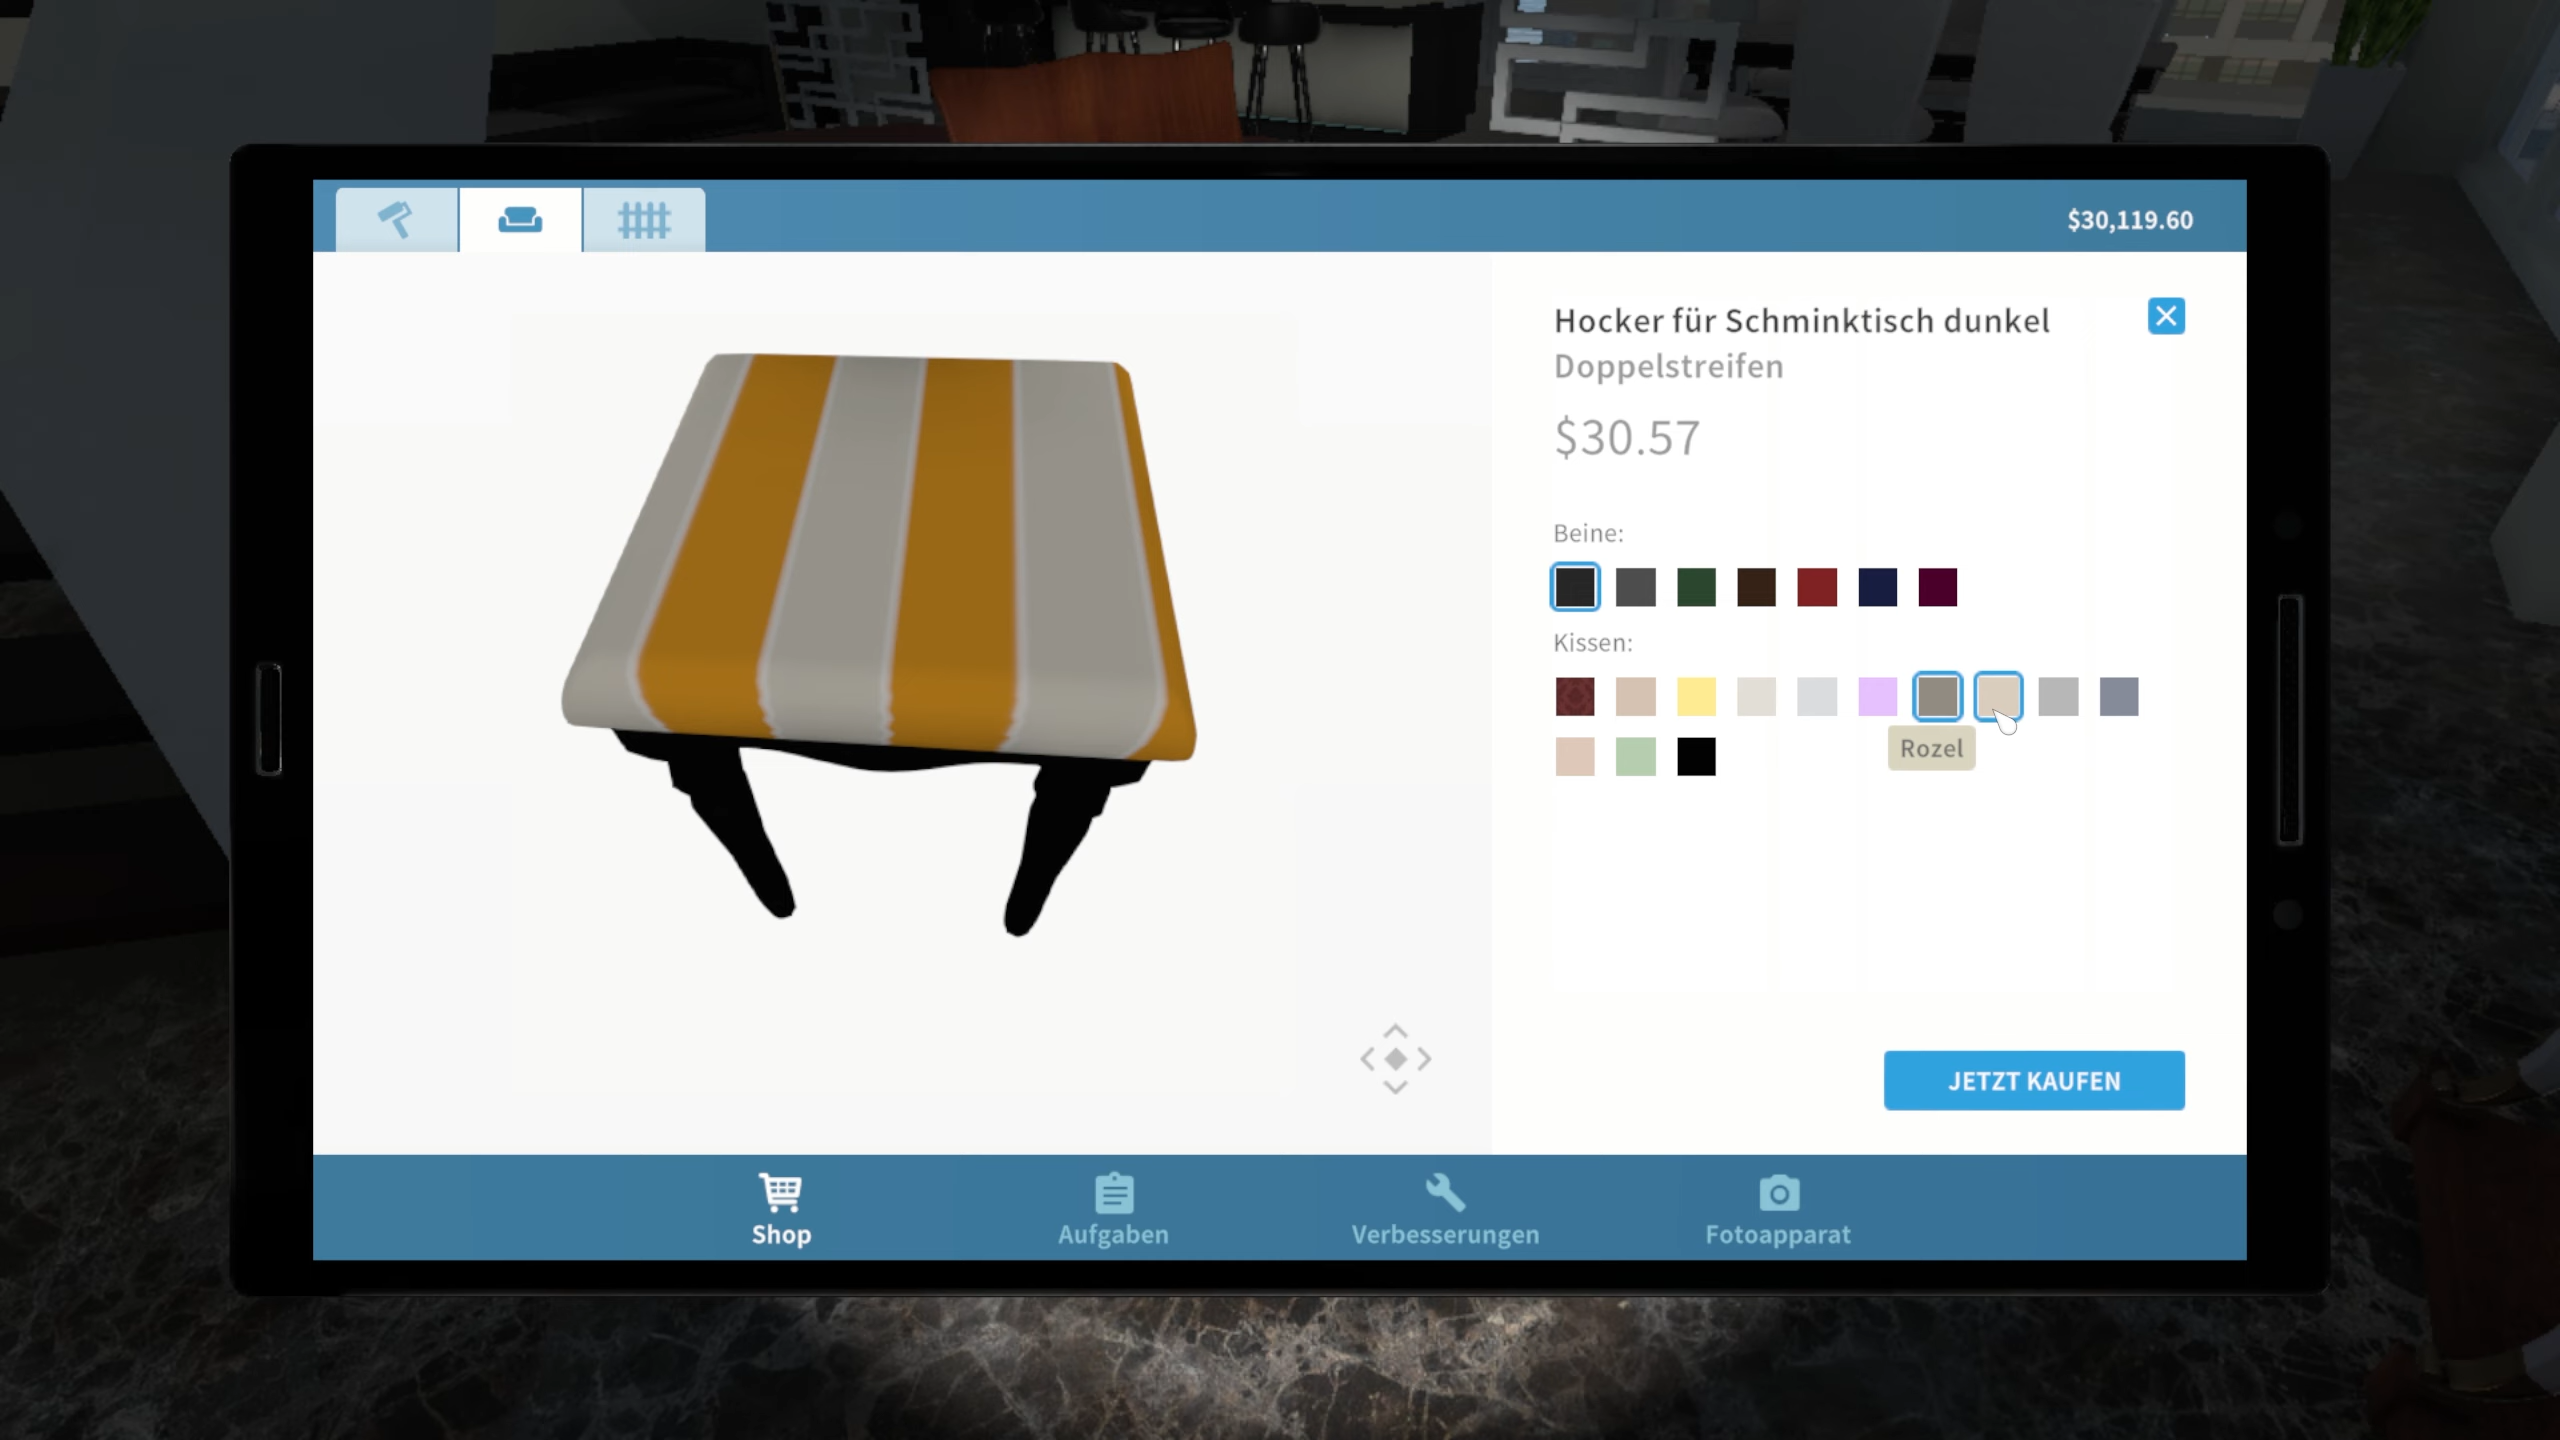 $30,119.60
Hocker für Schminktisch dunkel
Doppelstreifen
$30.57
Beine:
Kissen:
Rozel
JETZT KAUFEN
Shop
Aufgaben
Verbesserungen
Fotoapparat